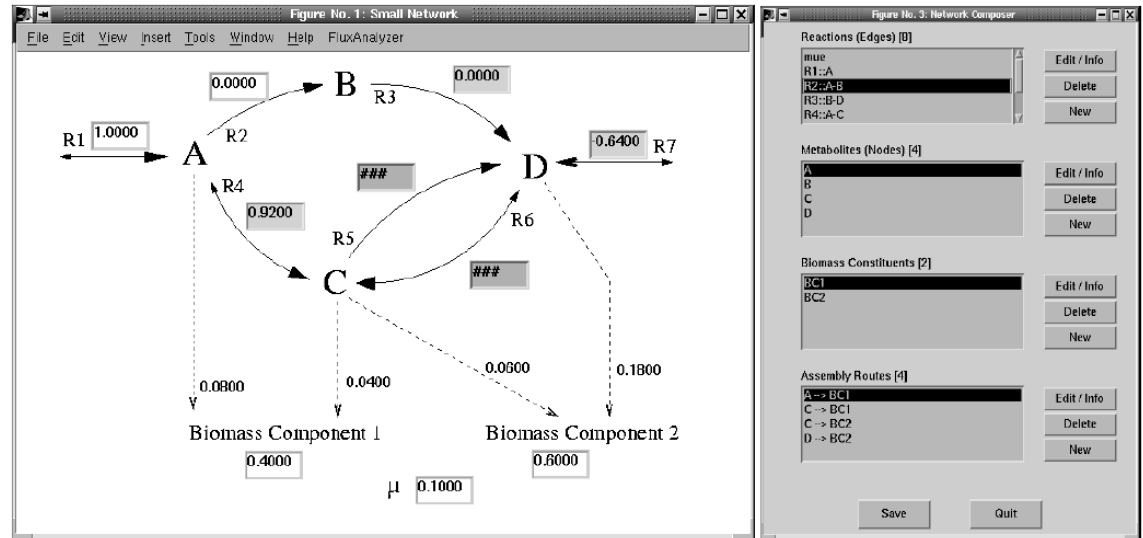 Figure No. 1: Small Network
File Edit View Insert Tools Window Help FluxAnalyzer
0.0000
B
R3
0.0000
R1
1.0000
R2
A
D
-0.6400
R7
###
R4
0.9200
R5
R6
C
###
0.0800
0.0400
0.0600
0.1800
Biomass Component 1
Biomass Component 2
0.4000
0.6000
μ
0.1000
Figure No. 3: Network Composer
Reactions (Edges) [8]
mue
R1::A
R2::A-B
R3::B-D
R4::A-C
Edit / Info
Delete
New
Metabolites (Nodes) [4]
A
B
C
D
Edit / Info
Delete
New
Biomass Constituents [2]
BC1
BC2
Edit / Info
Delete
New
Assembly Routes [4]
A --> BC1
C --> BC1
C --> BC2
D --> BC2
Edit / Info
Delete
New
Save
Quit